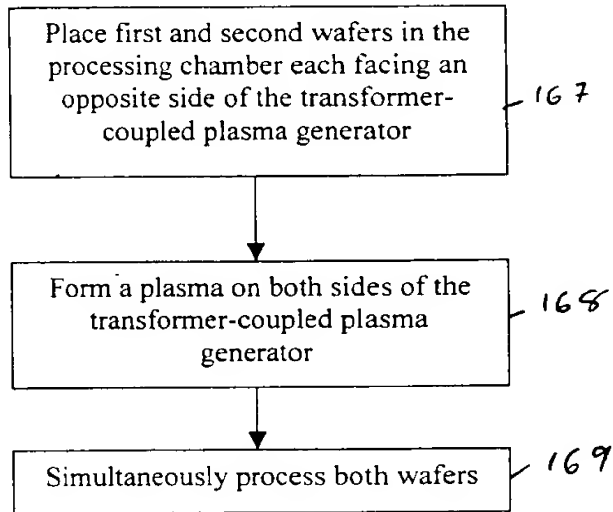 Place first and second wafers in the
processing chamber each facing an
opposite side of the transformer-
coupled plasma generator
167
Form a plasma on both sides of the
transformer-coupled plasma
generator
168
Simultaneously process both wafers
169